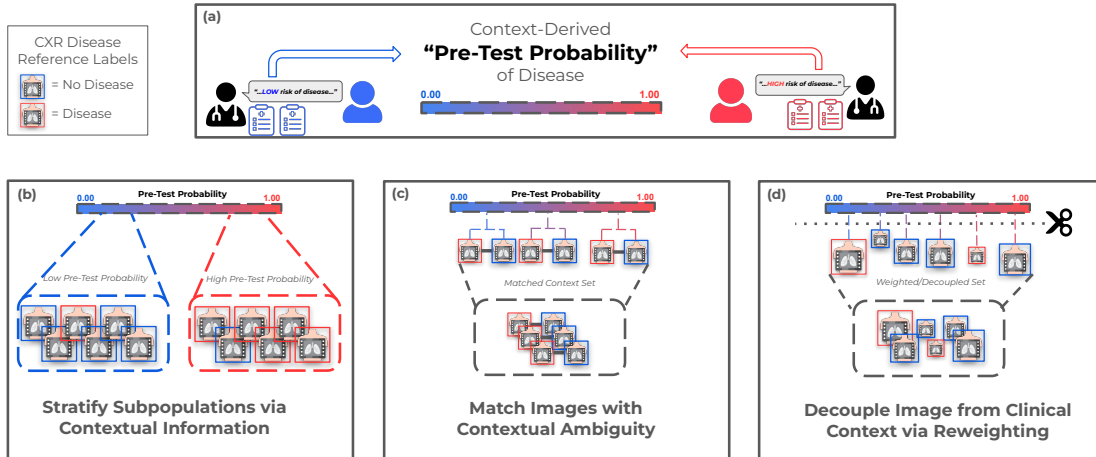 CXR Disease
Reference Labels
= No Disease
= Disease
(a)
Context-Derived
“Pre-Test Probability”
of Disease
0.00
1.00
“...LOW risk of disease...”
“...HIGH risk of disease...”
(b)
Pre-Test Probability
0.00
1.00
Low Pre-Test Probability
High Pre-Test Probability
Stratify Subpopulations via
Contextual Information
(c)
Pre-Test Probability
0.00
1.00
Matched Context Set
Match Images with
Contextual Ambiguity
(d)
Pre-Test Probability
0.00
1.00
Weighted/Decoupled Set
Decouple Image from Clinical
Context via Reweighting